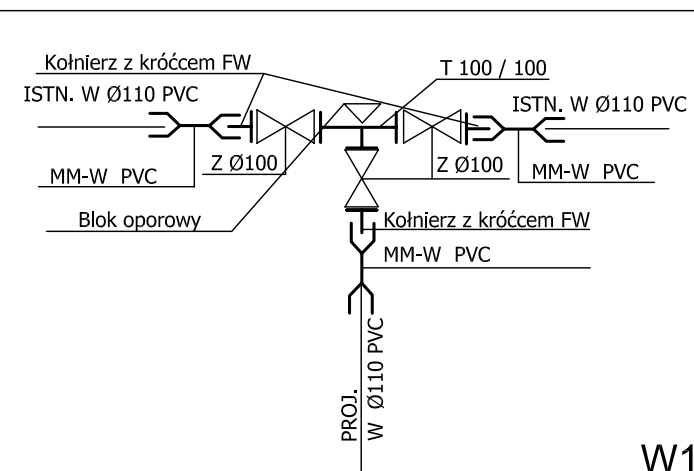 Kołnierz z króćcem FW
T 100 / 100
ISTN. W Ø110 PVC
ISTN. W Ø110 PVC
Z Ø100
Z Ø100
MM-W PVC
MM-W PVC
Blok oporowy
Kołnierz z króćcem FW
MM-W PVC
PROJ.
W Ø110 PVC
W1